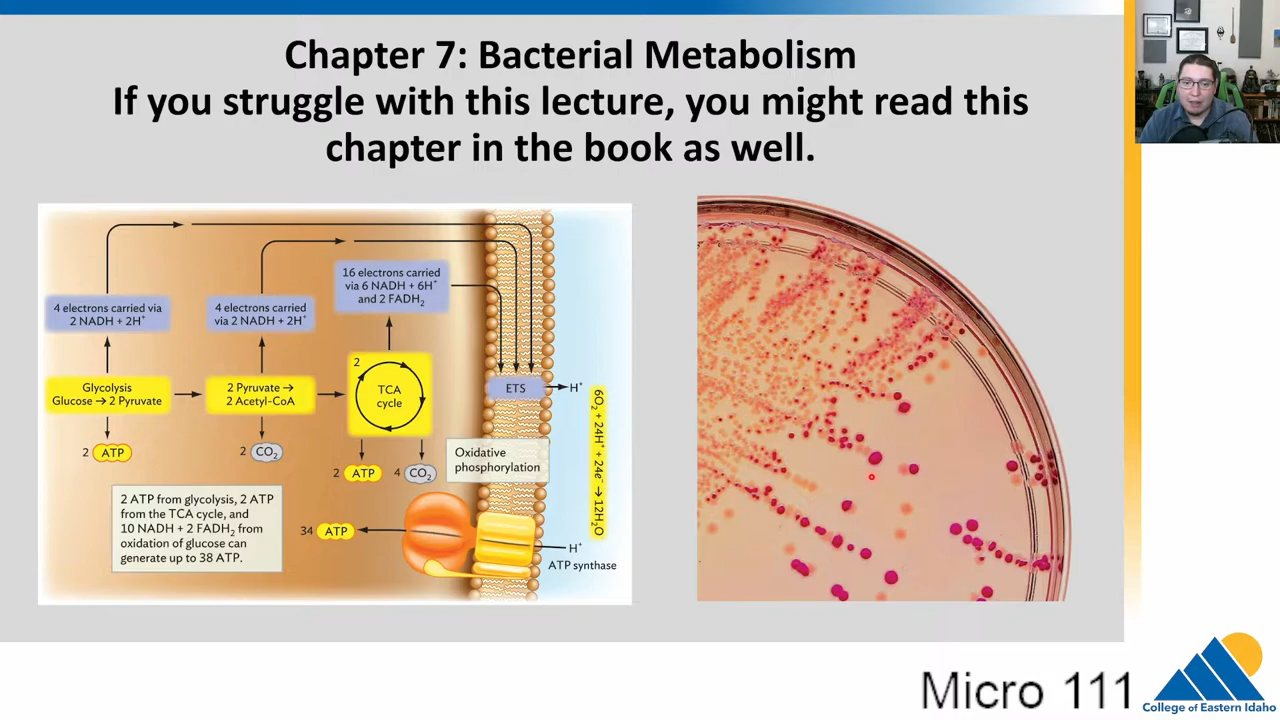 Chapter 7: Bacterial Metabolism
If you struggle with this lecture, you might read this
chapter in the book as well.
16 electrons carried
via 6 NADH + 6H⁺
and 2 FADH₂
4 electrons carried via
2 NADH + 2H⁺
4 electrons carried
via 2 NADH + 2H⁺
Glycolysis
Glucose → 2 Pyruvate
2 Pyruvate →
2 Acetyl-CoA
2
TCA
cycle
ETS
H⁺
6O₂ + 24H⁺ + 24e⁻ → 12H₂O
2 ATP
2 CO₂
2 ATP
4 CO₂
Oxidative
phosphorylation
2 ATP from glycolysis, 2 ATP
from the TCA cycle, and
10 NADH + 2 FADH₂ from
oxidation of glucose can
generate up to 38 ATP.
34 ATP
H⁺
ATP synthase
Micro 111
College of Eastern Idaho